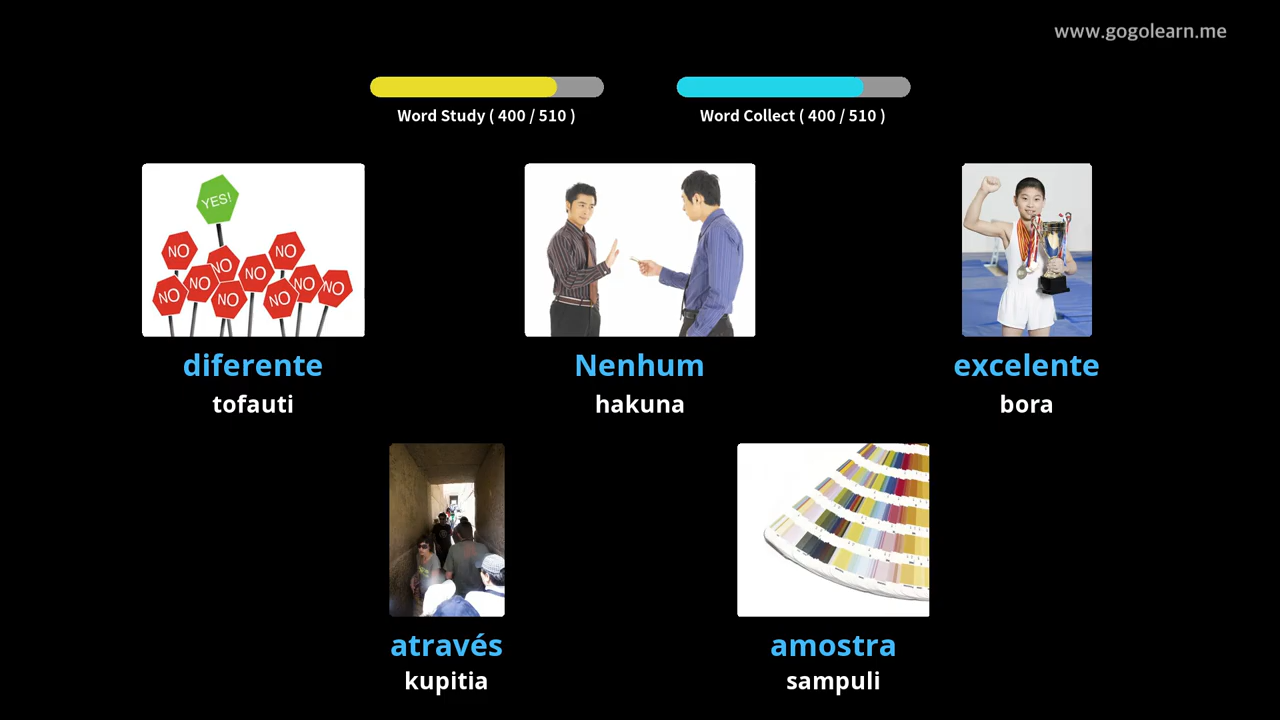 www.gogolearn.me
Word Study ( 400 / 510 )
Word Collect ( 400 / 510 )
YES!
NO
NO
NO
NO
NO
NO
NO
NO
NO
NO
diferente
tofauti
Nenhum
hakuna
excelente
bora
através
kupitia
amostra
sampuli